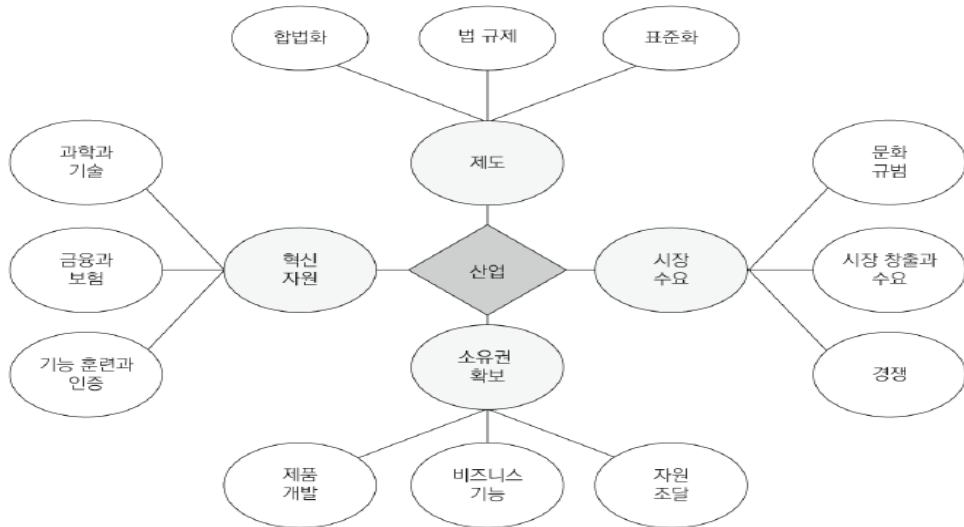 합법화
법 규제
표준화
과학과
기술
제도
문화
규범
금융과
보험
혁신
자원
산업
시장
수요
시장 창출과
수요
기능 훈련과
인증
소유권
확보
경쟁
제품
개발
비즈니스
기능
자원
조달